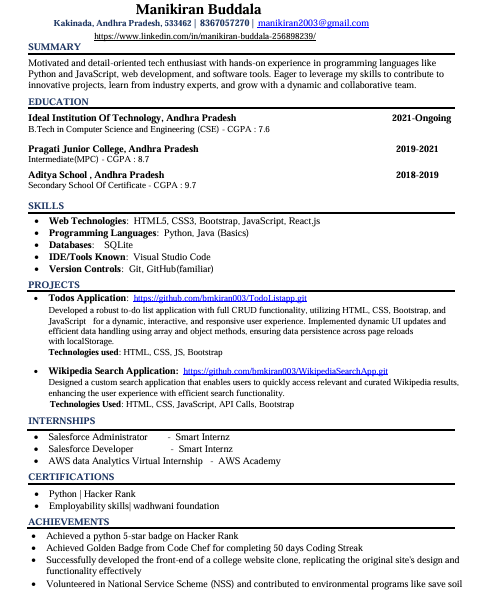 Manikiran Buddala
Kakinada, Andhra Pradesh, 533462 | 8367057270 | manikiran2003@gmail.com
https://www.linkedin.com/in/manikiran-buddala-256898239/
SUMMARY
Motivated and detail-oriented tech enthusiast with hands-on experience in programming languages like
Python and JavaScript, web development, and software tools. Eager to leverage my skills to contribute to
innovative projects, learn from industry experts, and grow with a dynamic and collaborative team.
EDUCATION
Ideal Institution Of Technology, Andhra Pradesh 2021-Ongoing
B.Tech in Computer Science and Engineering (CSE) - CGPA : 7.6
Pragati Junior College, Andhra Pradesh 2019-2021
Intermediate(MPC) - CGPA : 8.7
Aditya School , Andhra Pradesh 2018-2019
Secondary School Of Certificate - CGPA : 9.7
SKILLS
• Web Technologies: HTML5, CSS3, Bootstrap, JavaScript, React.js
• Programming Languages: Python, Java (Basics)
• Databases: SQLite
• IDE/Tools Known: Visual Studio Code
• Version Controls: Git, GitHub(familiar)
PROJECTS
• Todos Application: https://github.com/bmkiran003/TodoListapp.git
Developed a robust to-do list application with full CRUD functionality, utilizing HTML, CSS, Bootstrap, and
JavaScript for a dynamic, interactive, and responsive user experience. Implemented dynamic UI updates and
efficient data handling using array and object methods, ensuring data persistence across page reloads
with localStorage.
Technologies used: HTML, CSS, JS, Bootstrap
• Wikipedia Search Application: https://github.com/bmkiran003/WikipediaSearchApp.git
Designed a custom search application that enables users to quickly access relevant and curated Wikipedia results,
enhancing the user experience with efficient search functionality.
Technologies Used: HTML, CSS, JavaScript, API Calls, Bootstrap
INTERNSHIPS
• Salesforce Administrator - Smart Internz
• Salesforce Developer - Smart Internz
• AWS data Analytics Virtual Internship - AWS Academy
CERTIFICATIONS
• Python | Hacker Rank
• Employability skills| wadhwani foundation
ACHIEVEMENTS
• Achieved a python 5-star badge on Hacker Rank
• Achieved Golden Badge from Code Chef for completing 50 days Coding Streak
• Successfully developed the front-end of a college website clone, replicating the original site's design and
functionality effectively
• Volunteered in National Service Scheme (NSS) and contributed to environmental programs like save soil